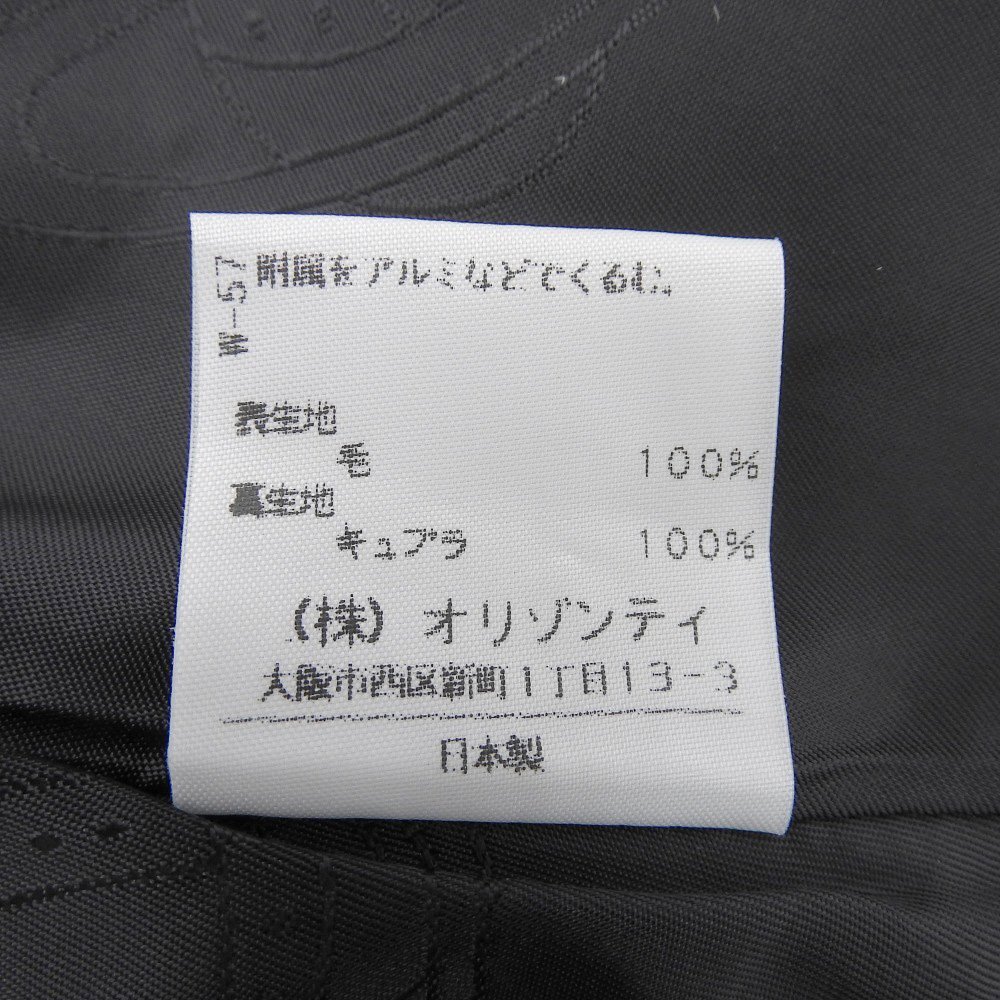 W-57
附属をアルミなどでくるむ。
表生地
毛 100%
裏生地
キュプラ 100%
(株) オリゾンティ
大阪市西区新町1丁目13-3
日本製